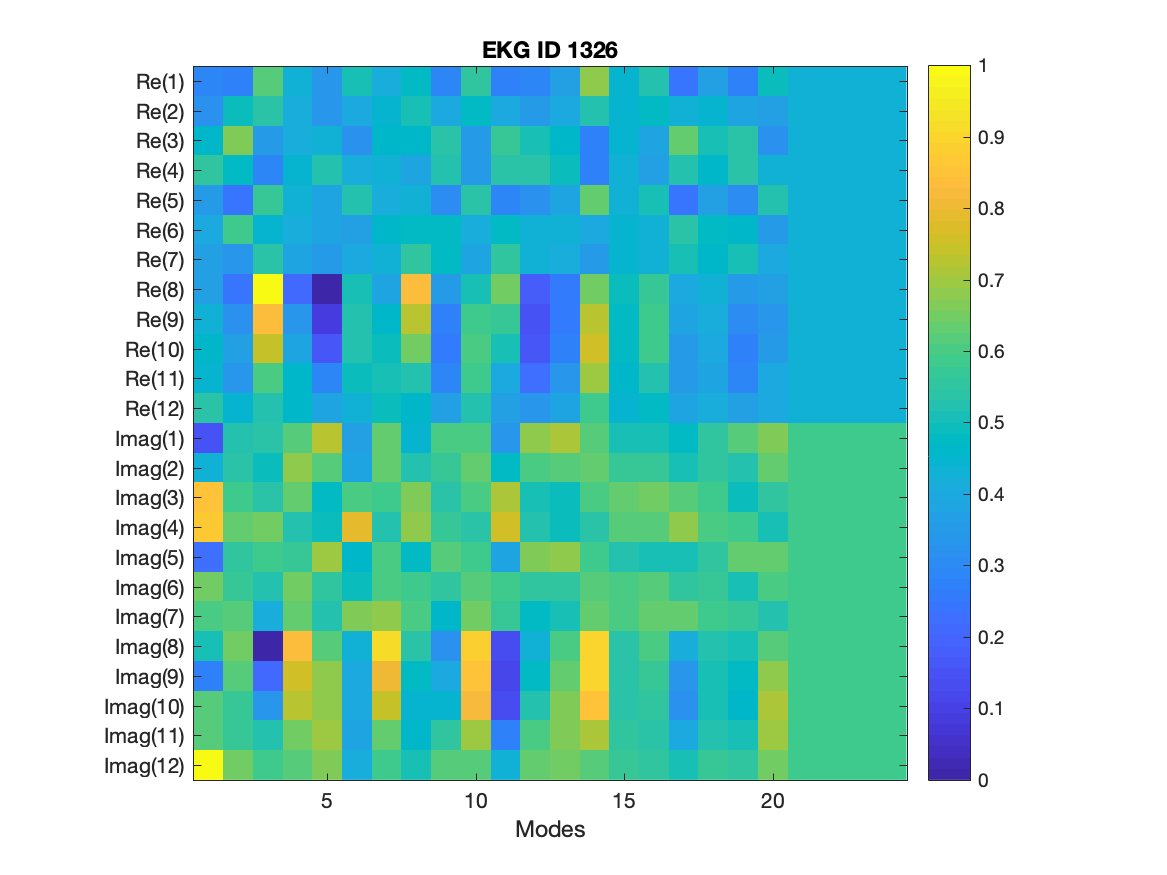 EKG ID 1326
Re(1)
Re(2)
Re(3)
Re(4)
Re(5)
Re(6)
Re(7)
Re(8)
Re(9)
Re(10)
Re(11)
Re(12)
Imag(1)
Imag(2)
Imag(3)
Imag(4)
Imag(5)
Imag(6)
Imag(7)
Imag(8)
Imag(9)
Imag(10)
Imag(11)
Imag(12)
5 10 15 20
Modes
1
0.9
0.8
0.7
0.6
0.5
0.4
0.3
0.2
0.1
0